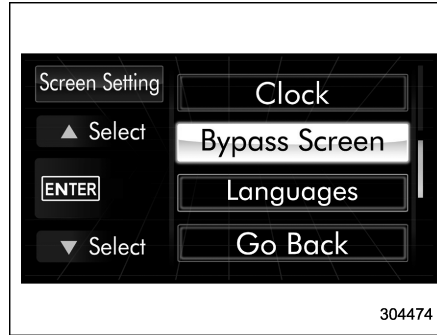 Screen Setting
▲ Select
ENTER
▼ Select
Clock
Bypass Screen
Languages
Go Back
304474